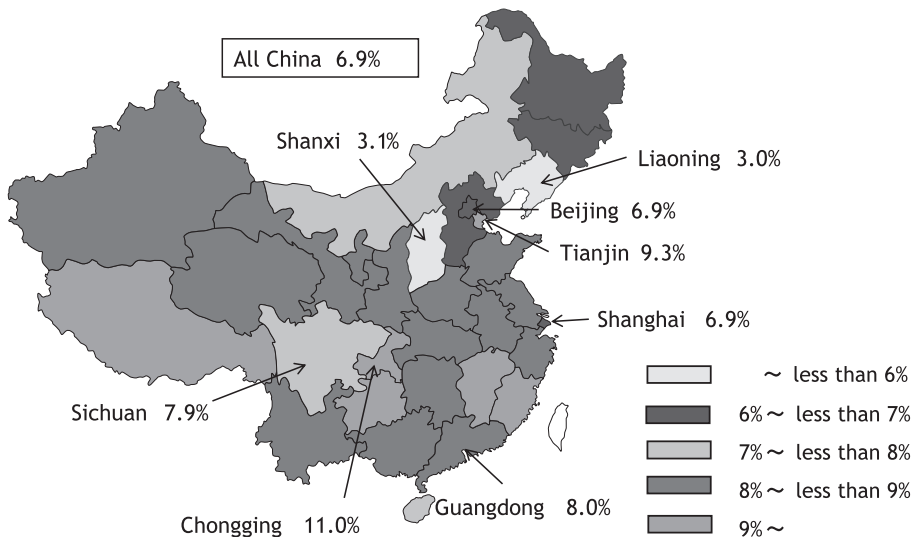 All China 6.9%
Shanxi 3.1%
Liaoning 3.0%
Beijing 6.9%
Tianjin 9.3%
Shanghai 6.9%
～ less than 6%
6%～ less than 7%
7%～ less than 8%
8%～ less than 9%
9%～
Sichuan 7.9%
Guangdong 8.0%
Chongging 11.0%